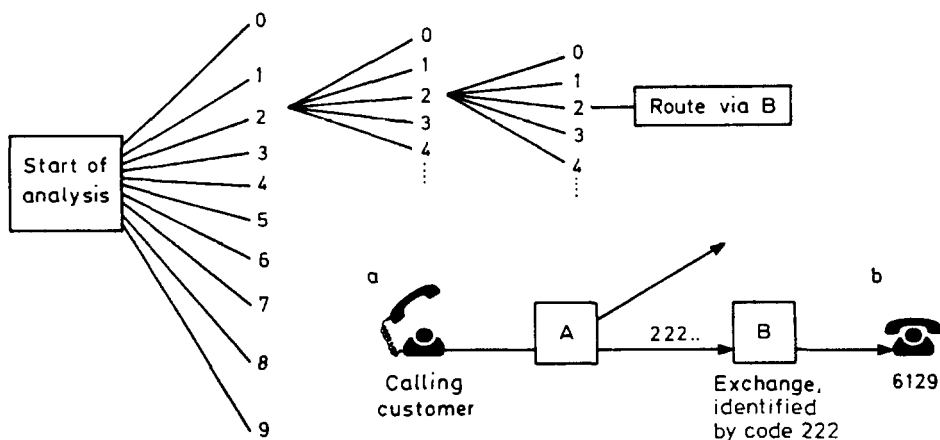 Start of
analysis
0
1
2
3
4
5
6
7
8
9
0
1
2
3
4
0
1
2
3
4
Route via B
a
Calling
customer
A
222..
B
Exchange,
identified
by code 222
b
6129